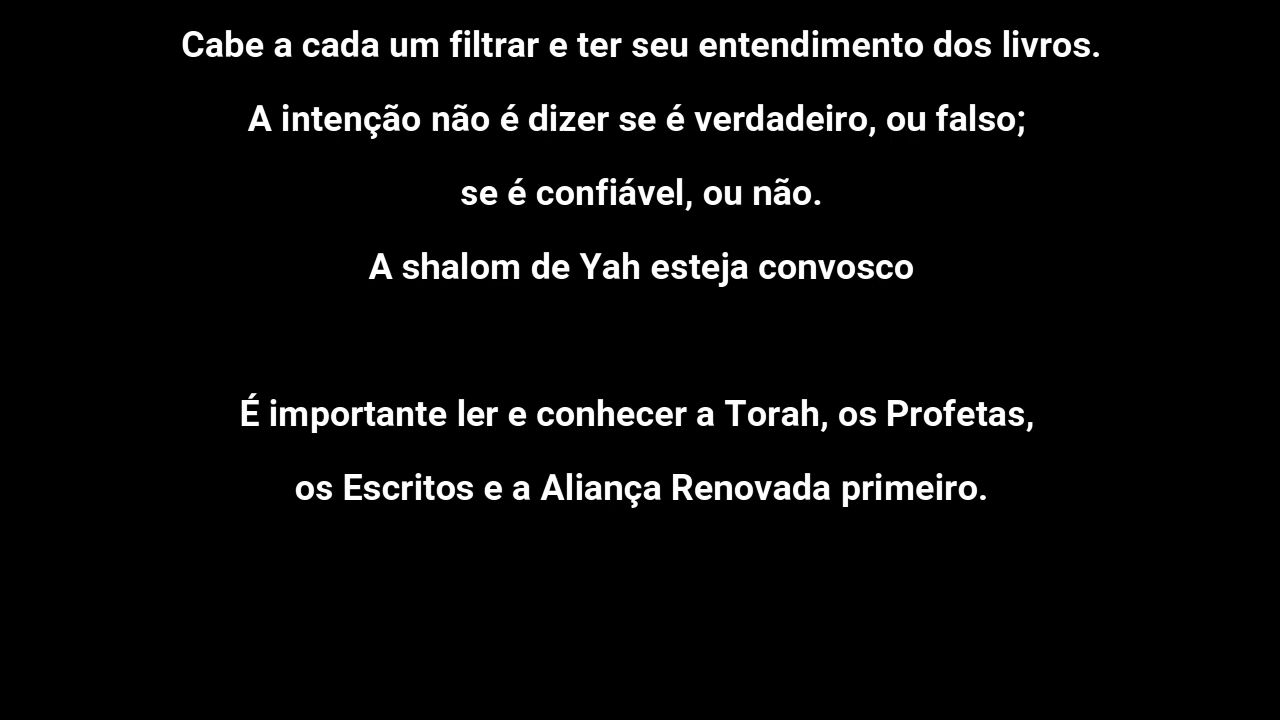 Cabe a cada um filtrar e ter seu entendimento dos livros.
A intenção não é dizer se é verdadeiro, ou falso;
se é confiável, ou não.
A shalom de Yah esteja convosco
É importante ler e conhecer a Torah, os Profetas,
os Escritos e a Aliança Renovada primeiro.